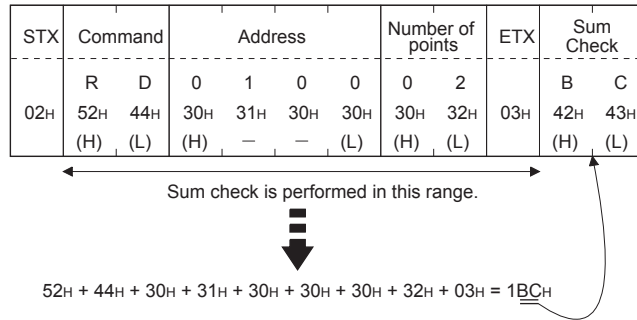 STX Command Address Number of points ETX Sum Check
R D 0 1 0 0 0 2 B C
02H 52H 44H 30H 31H 30H 30H 30H 32H 03H 42H 43H
(H) (L) (H) – – (L) (H) (L) (H) (L)
Sum check is performed in this range.
52H + 44H + 30H + 31H + 30H + 30H + 30H + 32H + 03H = 1BCH